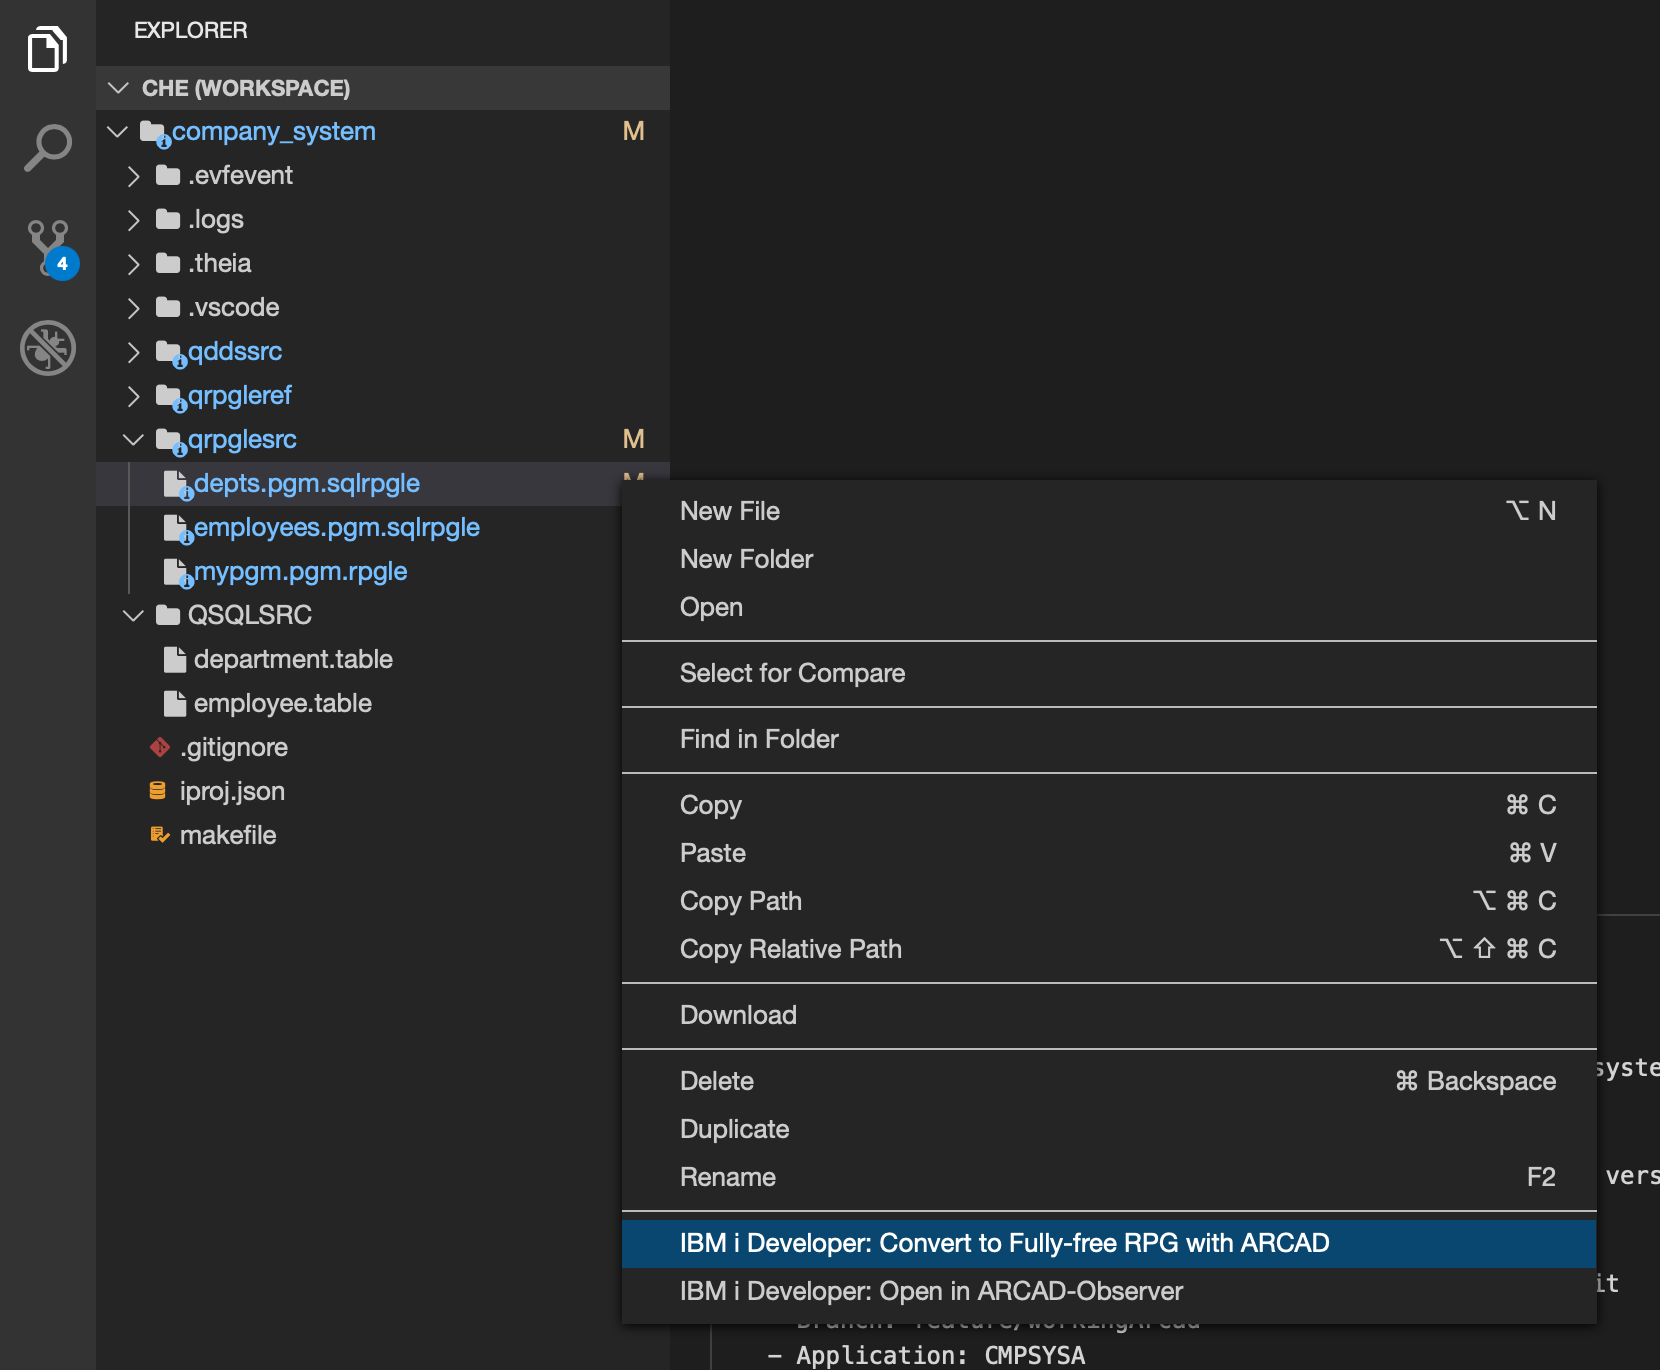 EXPLORER
CHE (WORKSPACE)
company_system M
.evfevent
.logs
.theia
4
.vscode
qddssrc
qrpgleref
qrpglesrc M
depts.pgm.sqlrpgle M
employees.pgm.sqlrpgle
mypgm.pgm.rpgle
QSQLSRC
department.table
employee.table
.gitignore
iproj.json
makefile
New File ⌥ N
New Folder
Open
Select for Compare
Find in Folder
Copy ⌘ C
Paste ⌘ V
Copy Path ⌥ ⌘ C
Copy Relative Path ⌥ ⇧ ⌘ C
Download
Delete ⌘ Backspace
Duplicate
Rename F2
IBM i Developer: Convert to Fully-free RPG with ARCAD
IBM i Developer: Open in ARCAD-Observer
syste
vers
it
- Application: CMPSYSA